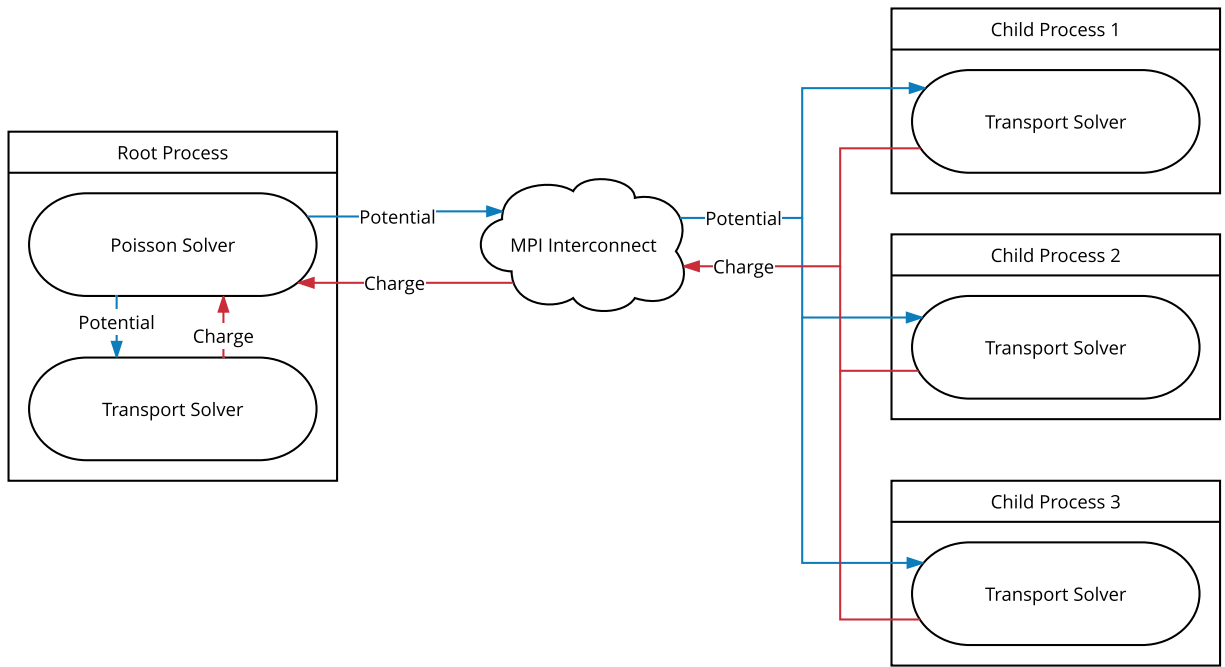 Root Process
Poisson Solver
Potential
Charge
Transport Solver
Potential
Charge
MPI Interconnect
Potential
Charge
Child Process 1
Transport Solver
Child Process 2
Transport Solver
Child Process 3
Transport Solver